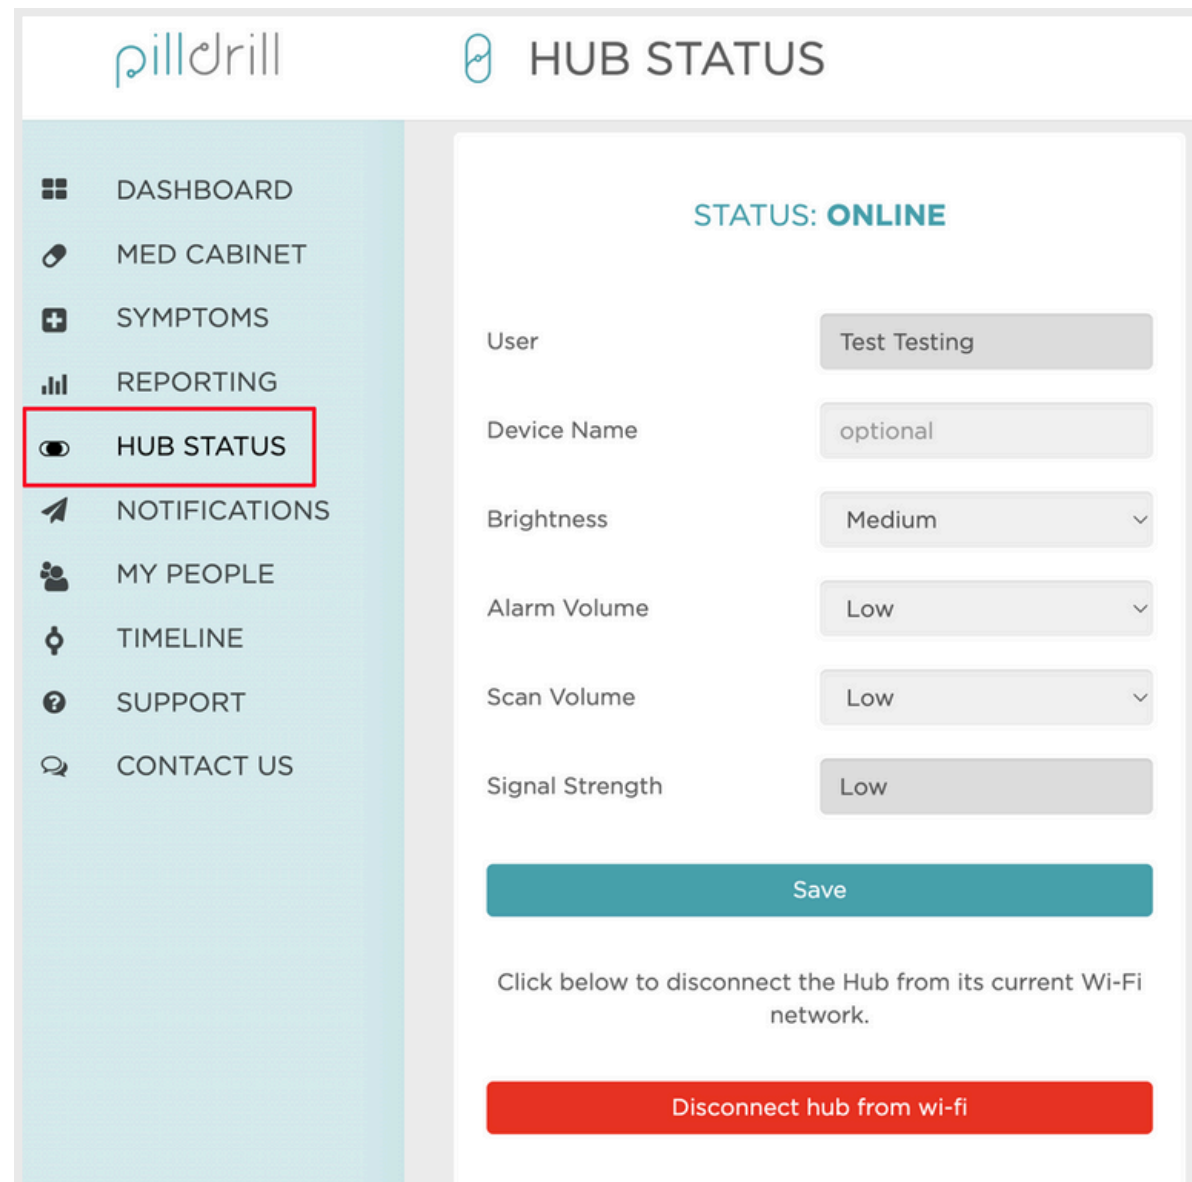 pilldrill
HUB STATUS
DASHBOARD
MED CABINET
SYMPTOMS
REPORTING
HUB STATUS
NOTIFICATIONS
MY PEOPLE
TIMELINE
SUPPORT
CONTACT US
STATUS: ONLINE
User
Test Testing
Device Name
optional
Brightness
Medium
Alarm Volume
Low
Scan Volume
Low
Signal Strength
Low
Save
Click below to disconnect the Hub from its current Wi-Fi
network.
Disconnect hub from wi-fi